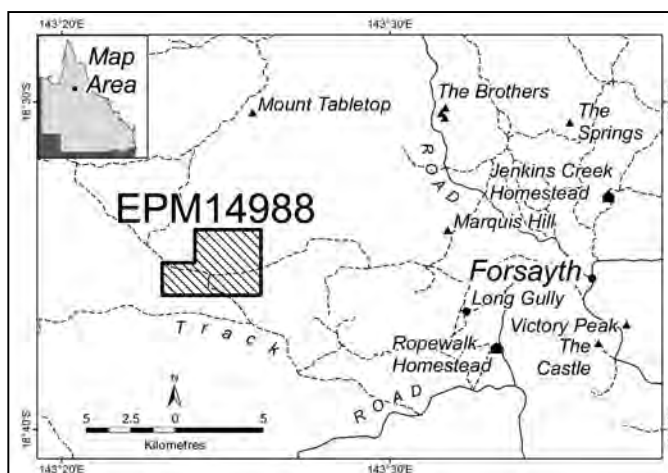 143°20'E
143°30'E
Map
Area
18°30'S
Mount Tabletop
The Brothers
The
Springs
ROAD
Jenkins Creek
Homestead
EPM14988
Marquis Hill
Forsayth
Long Gully
Track
Victory Peak
Ropewalk
Homestead
The
Castle
ROAD
N
5 2.5 0 5
Kilometres
18°40'S
143°20'E
143°30'E